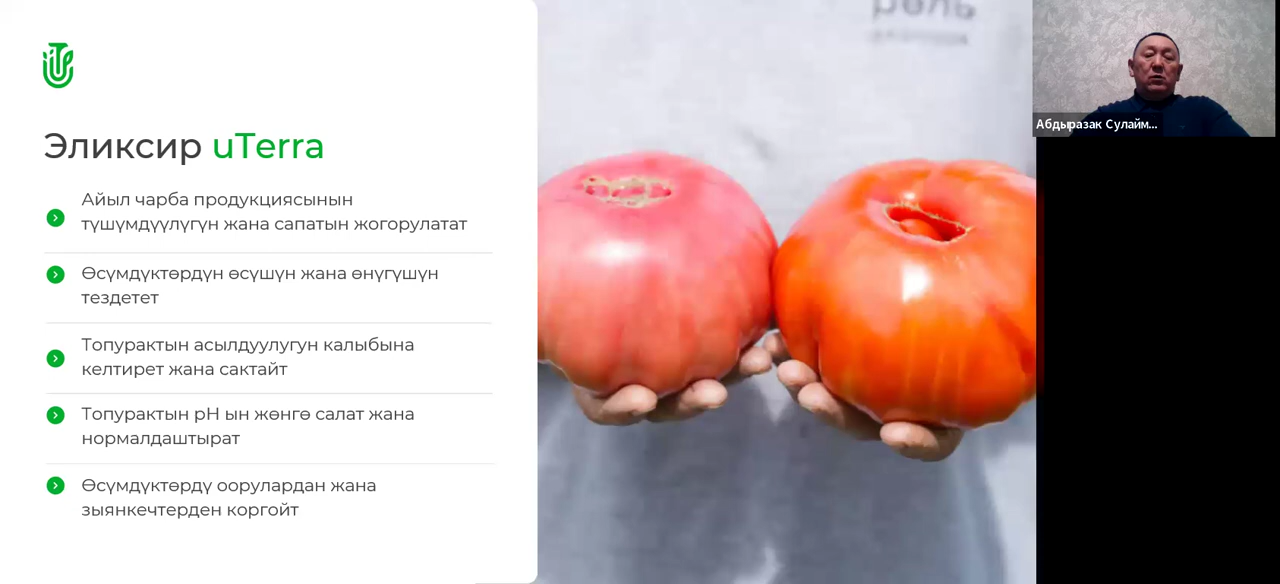 Эликсир uTerra
Айыл чарба продукциясынын
түшүмдүүлүгүн жана сапатын жогорулатат
Өсүмдүктөрдүн өсүшүн жана өнүгүшүн
тездетет
Топурактын асылдуулугун калыбына
келтирет жана сактайт
Топурактын pH ын жөнгө салат жана
нормалдаштырат
Өсүмдүктөрдү оорулардан жана
зыянкечтерден коргойт
Абдыразак Сулайм...